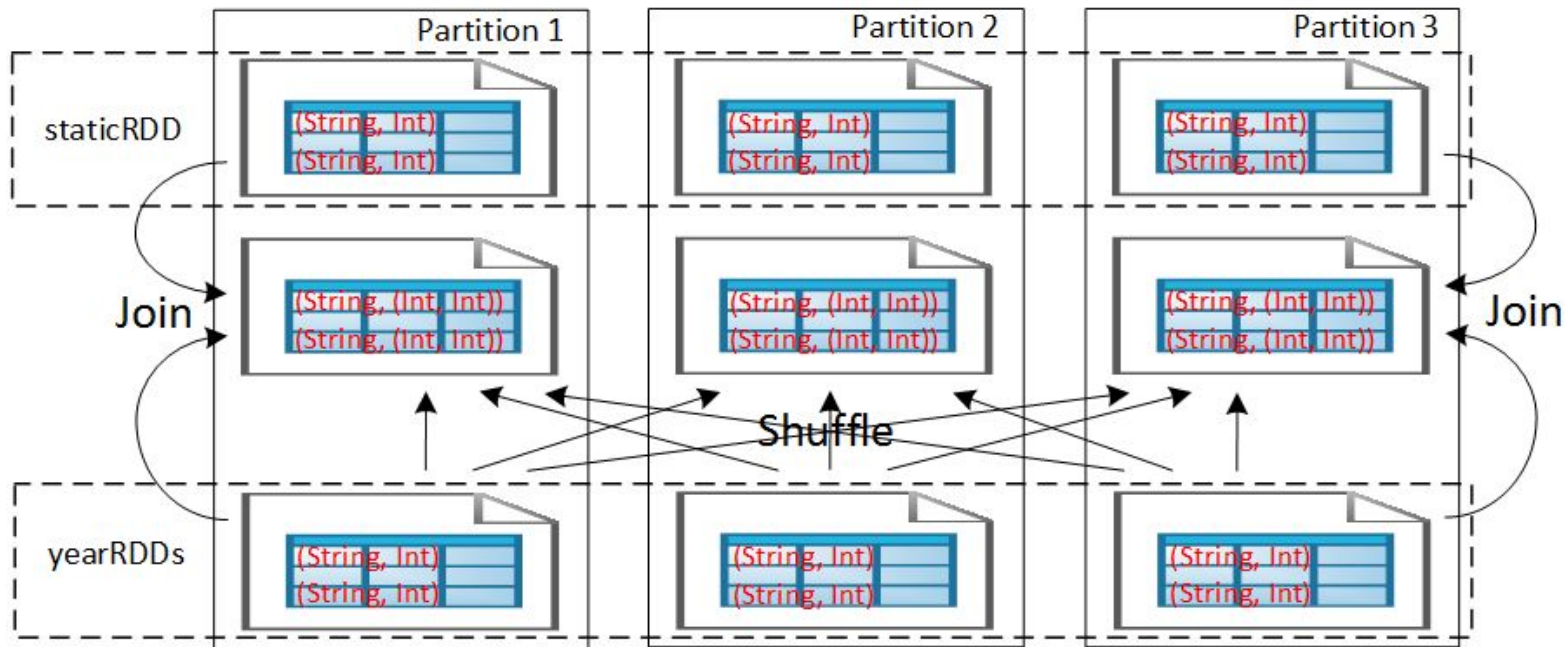 Partition 1
Partition 2
Partition 3
staticRDD
(String, Int)
(String, Int)
(String, Int)
(String, Int)
(String, Int)
(String, Int)
Join
(String, (Int, Int))
(String, (Int, Int))
(String, (Int, Int))
(String, (Int, Int))
(String, (Int, Int))
(String, (Int, Int))
Join
Shuffle
yearRDDs
(String, Int)
(String, Int)
(String, Int)
(String, Int)
(String, Int)
(String, Int)